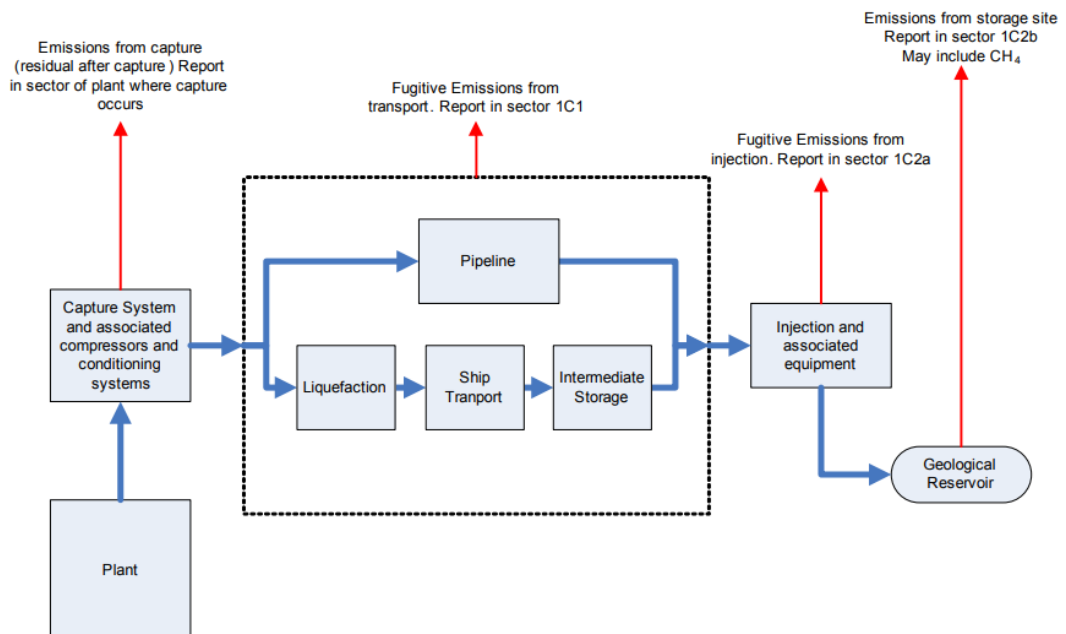 Emissions from capture
(residual after capture ) Report
in sector of plant where capture
occurs
Fugitive Emissions from
transport. Report in sector 1C1
Emissions from storage site
Report in sector 1C2b
May include CH₄
Fugitive Emissions from
injection. Report in sector 1C2a
Pipeline
Capture System
and associated
compressors and
conditioning
systems
Liquefaction
Ship
Tranport
Intermediate
Storage
Injection and
associated
equipment
Geological
Reservoir
Plant